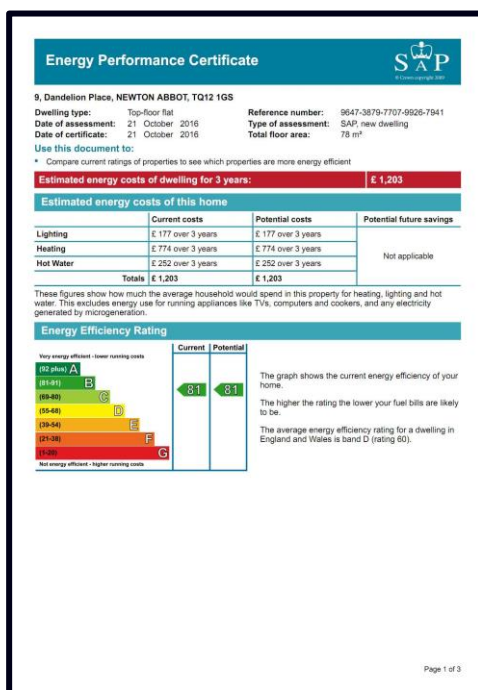 Energy Performance Certificate
SAP
© Crown copyright 2009
9, Dandelion Place, NEWTON ABBOT, TQ12 1GS
Dwelling type: Top-floor flat Reference number: 9647-3879-7707-9926-7941
Date of assessment: 21 October 2016 Type of assessment: SAP, new dwelling
Date of certificate: 21 October 2016 Total floor area: 78 m²
Use this document to:
• Compare current ratings of properties to see which properties are more energy efficient
Estimated energy costs of dwelling for 3 years: £ 1,203
Estimated energy costs of this home
Current costs Potential costs Potential future savings
Lighting £ 177 over 3 years £ 177 over 3 years
Heating £ 774 over 3 years £ 774 over 3 years Not applicable
Hot Water £ 252 over 3 years £ 252 over 3 years
Totals £ 1,203 £ 1,203
These figures show how much the average household would spend in this property for heating, lighting and hot
water. This excludes energy use for running appliances like TVs, computers and cookers, and any electricity
generated by microgeneration.
Energy Efficiency Rating
Current Potential
Very energy efficient - lower running costs
(92 plus) A
(81-91) B 81 81
(69-80) C
(55-68) D
(39-54) E
(21-38) F
(1-20) G
Not energy efficient - higher running costs
The graph shows the current energy efficiency of your
home.
The higher the rating the lower your fuel bills are likely
to be.
The average energy efficiency rating for a dwelling in
England and Wales is band D (rating 60).
Page 1 of 3